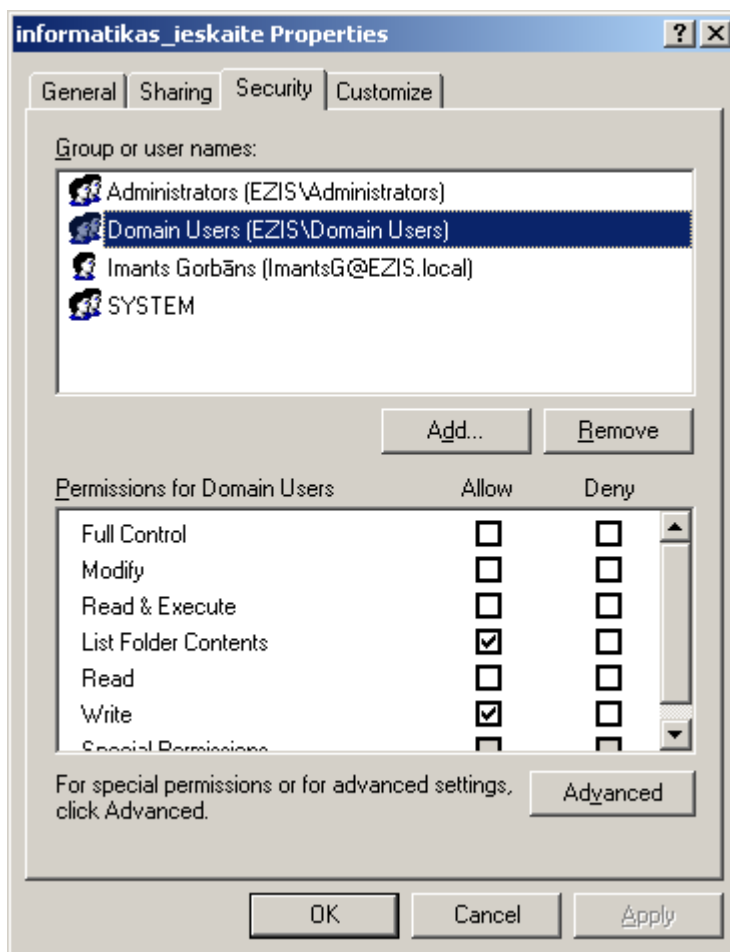 informatikas_ieskaite Properties
General Sharing Security Customize
Group or user names:
Administrators (EZIS\Administrators)
Domain Users (EZIS\Domain Users)
Imants Gorbāns (ImantsG@EZIS.local)
SYSTEM
Add... Remove
Permissions for Domain Users Allow Deny
Full Control
Modify
Read & Execute
List Folder Contents
Read
Write
Special Permissions
For special permissions or for advanced settings,
click Advanced.
Advanced
OK Cancel Apply